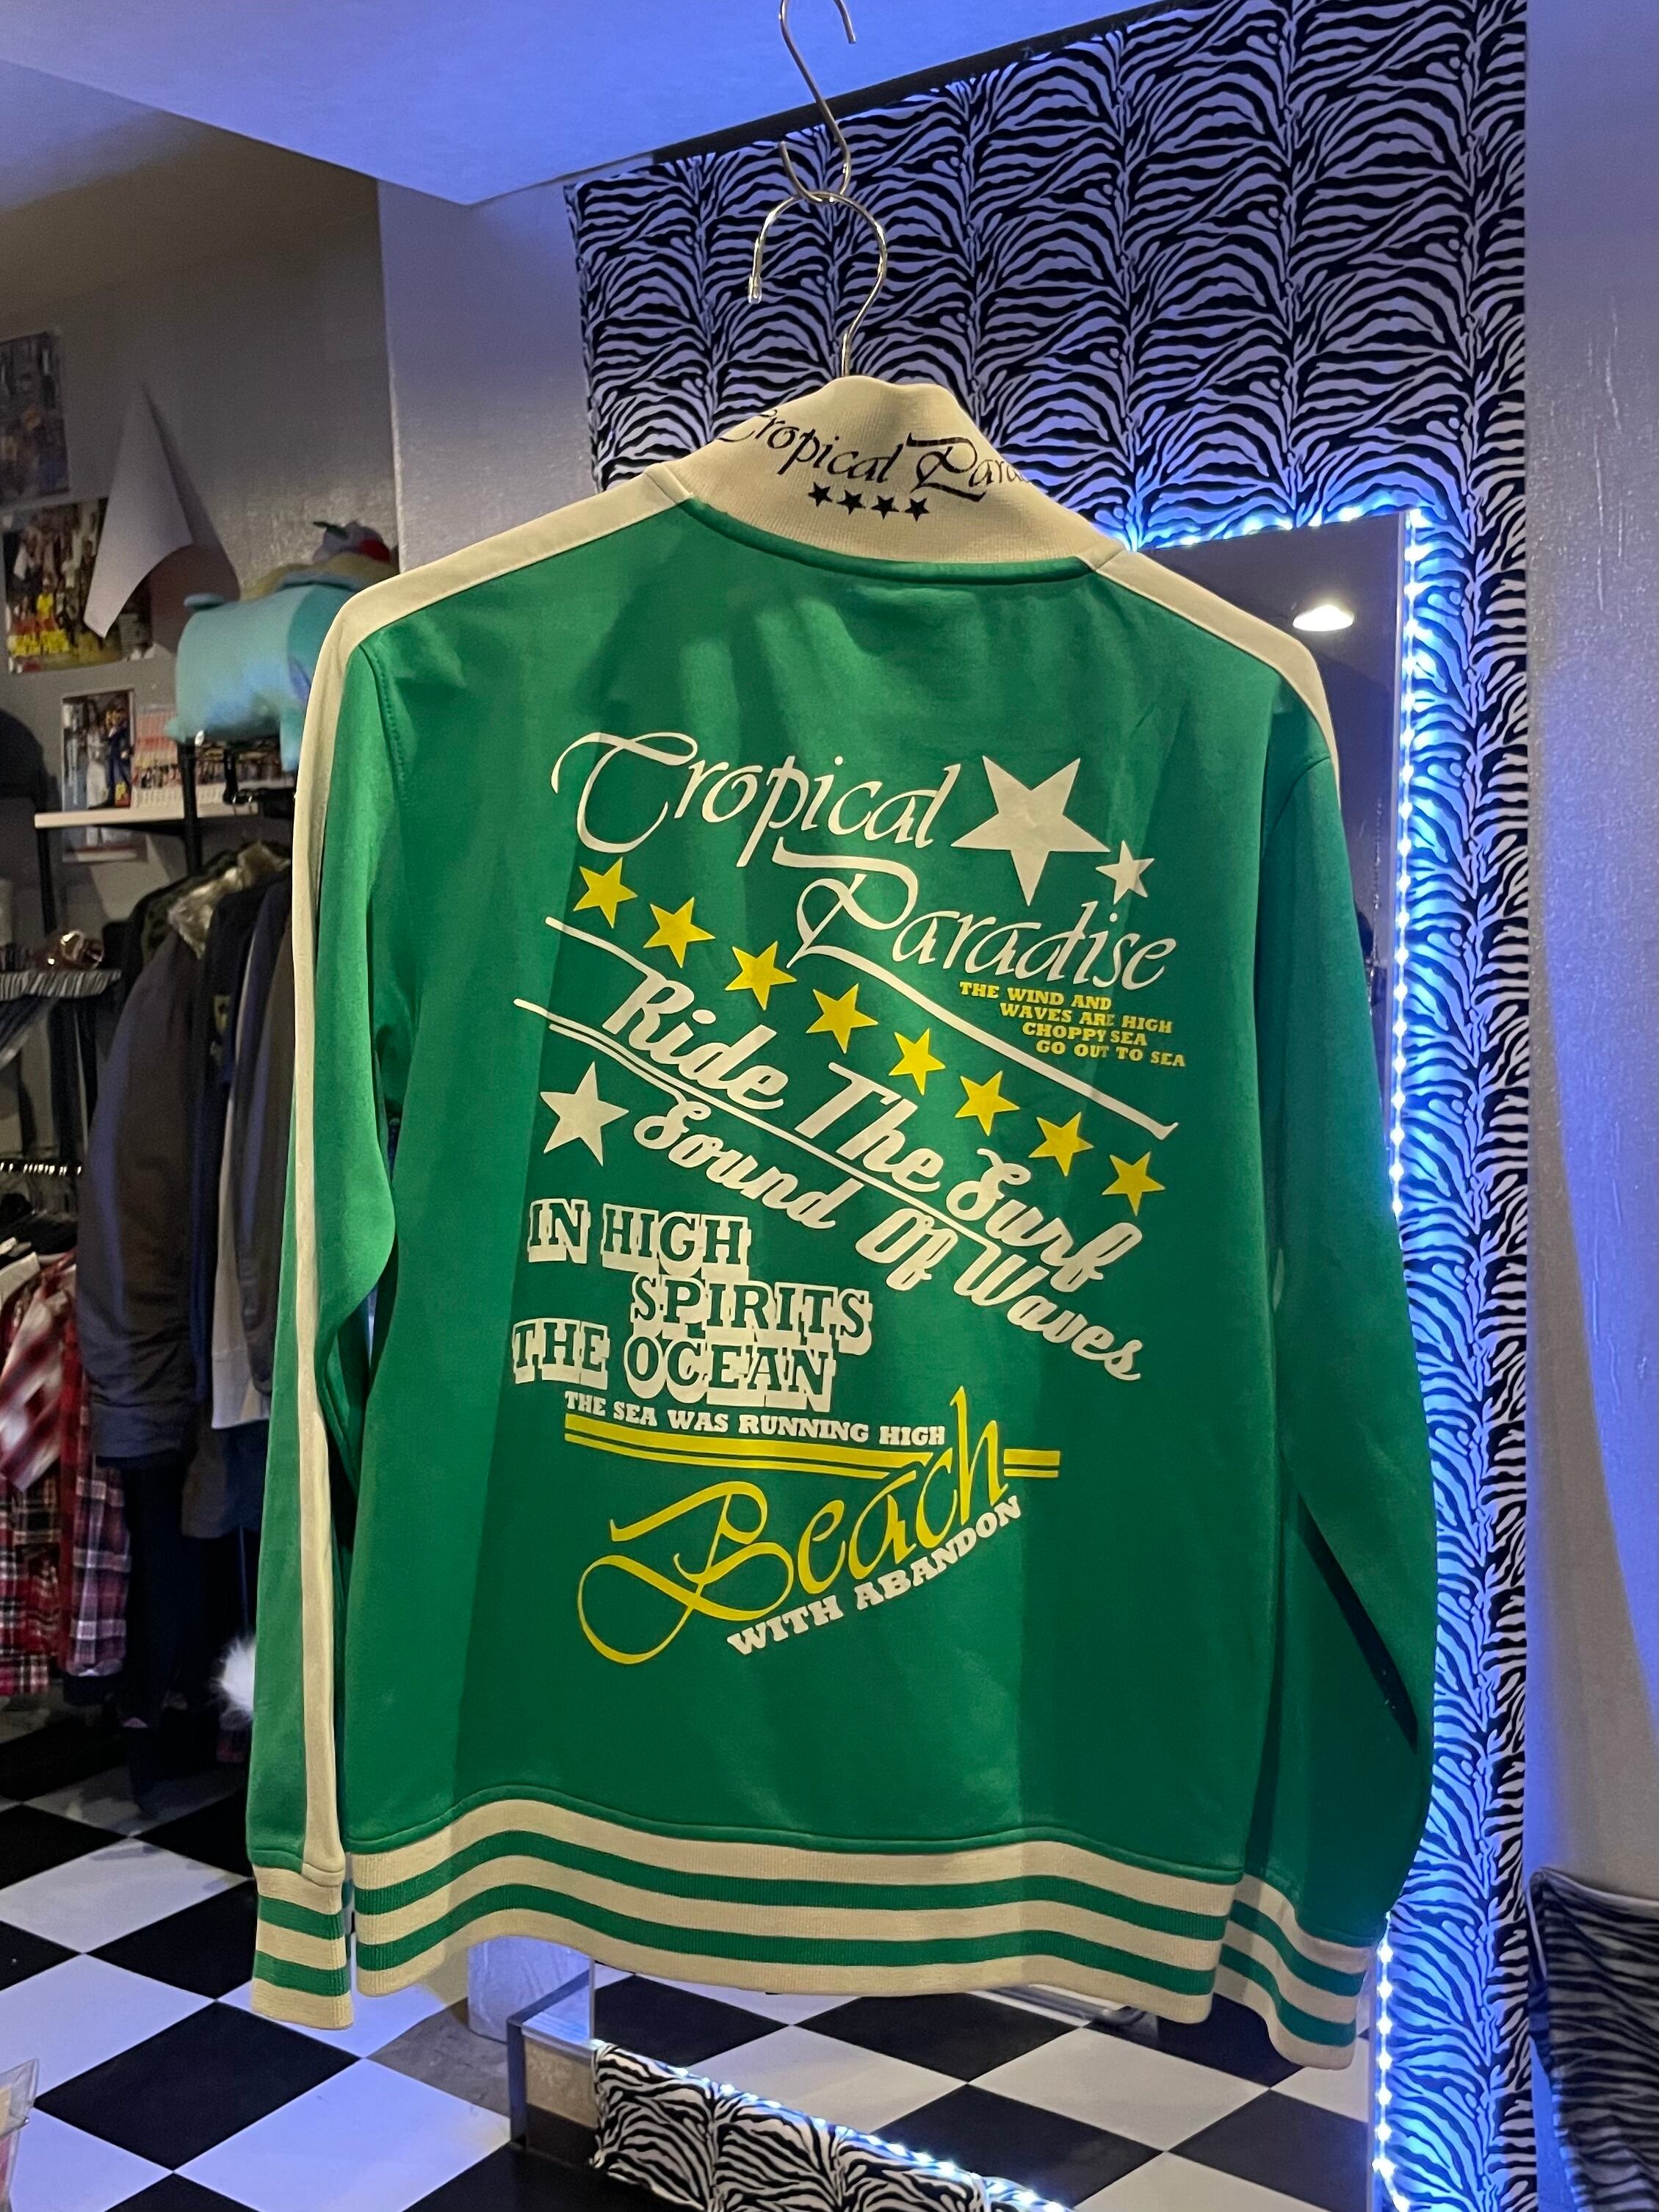 Tropical Para
Tropical
Paradise
THE WIND AND
WAVES ARE HIGH
CHOPPY SEA
GO OUT TO SEA
Ride The Surf
Sound Of Waves
IN HIGH
SPIRITS
THE OCEAN
THE SEA WAS RUNNING HIGH
Beach
WITH ABANDON